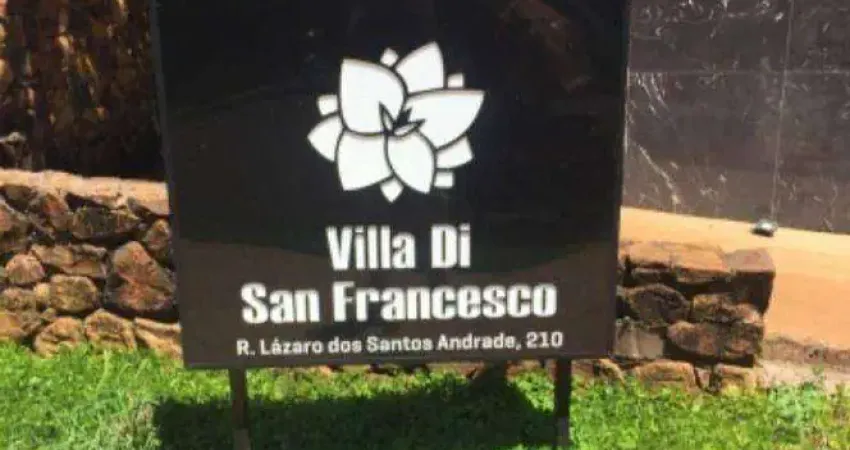 Villa Di
San Francesco
R. Lázaro dos Santos Andrade, 210